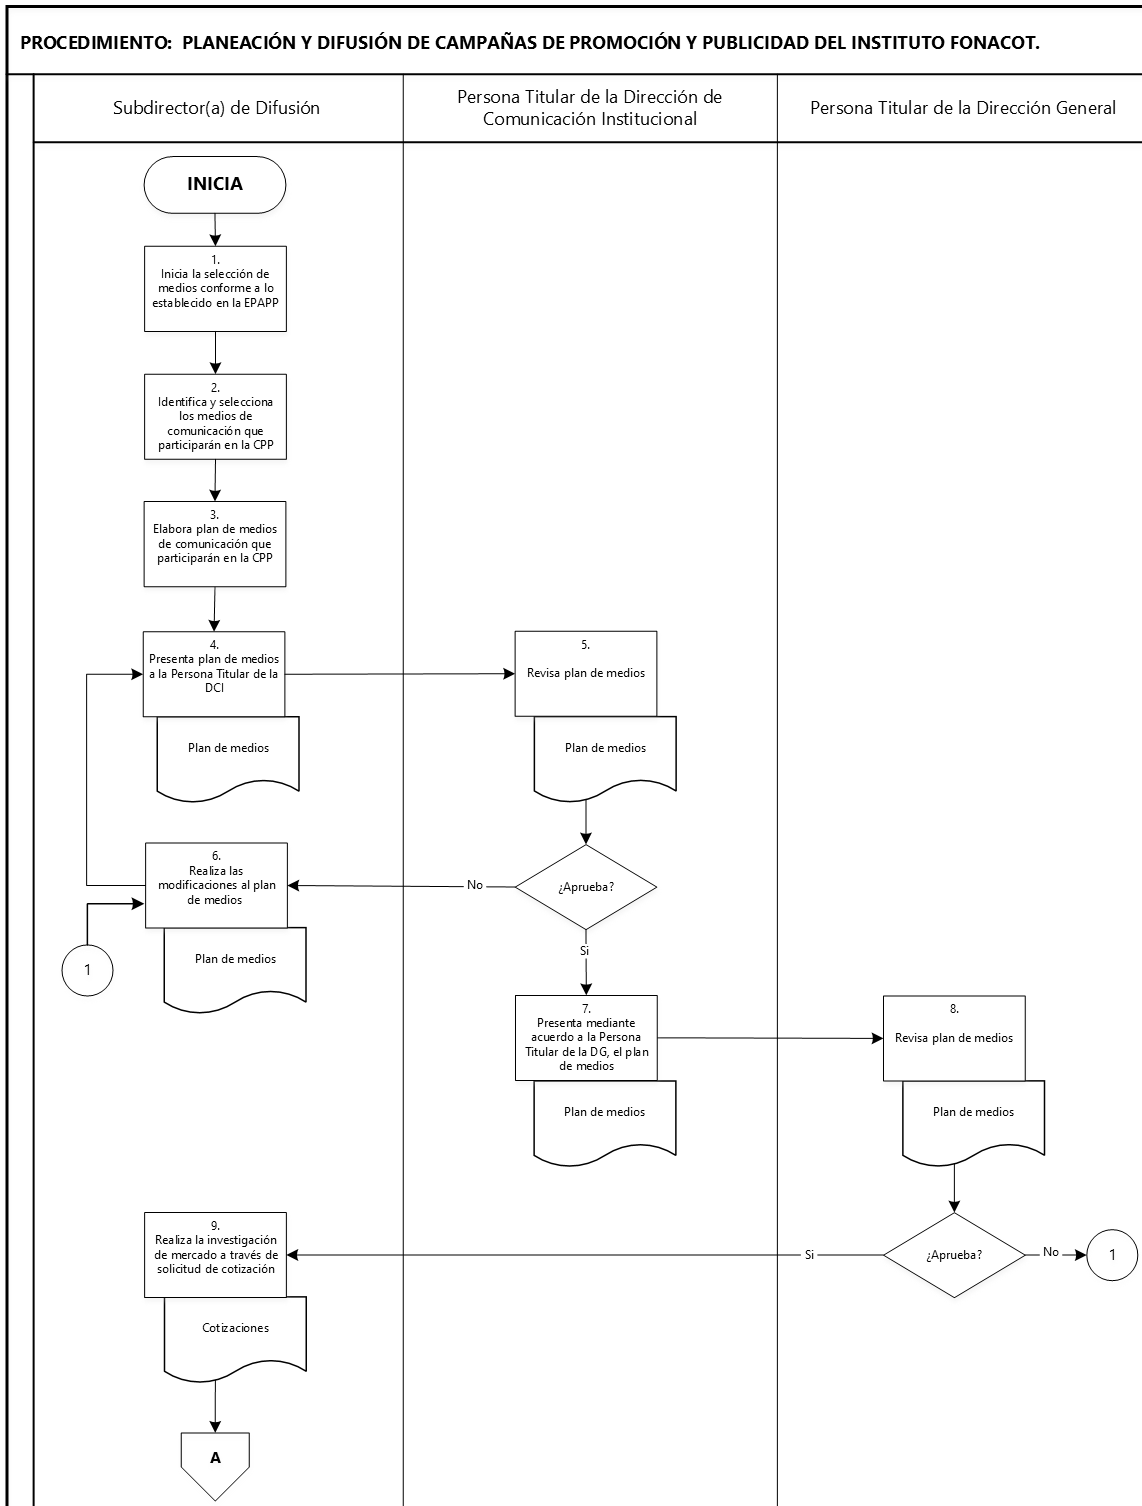 PROCEDIMIENTO: PLANEACIÓN Y DIFUSIÓN DE CAMPAÑAS DE PROMOCIÓN Y PUBLICIDAD DEL INSTITUTO FONACOT.
Subdirector(a) de Difusión
Persona Titular de la Dirección de
Comunicación Institucional
Persona Titular de la Dirección General
INICIA
1.
Inicia la selección de
medios conforme a lo
establecido en la EPAPP
2.
Identifica y selecciona
los medios de
comunicación que
participarán en la CPP
3.
Elabora plan de medios
de comunicación que
participarán en la CPP
4.
Presenta plan de medios
a la Persona Titular de la
DCI
Plan de medios
5.
Revisa plan de medios
Plan de medios
¿Aprueba?
No
6.
Realiza las
modificaciones al plan
de medios
Plan de medios
1
Si
7.
Presenta mediante
acuerdo a la Persona
Titular de la DG, el plan
de medios
Plan de medios
8.
Revisa plan de medios
Plan de medios
¿Aprueba?
No
1
Si
9.
Realiza la investigación
de mercado a través de
solicitud de cotización
Cotizaciones
A